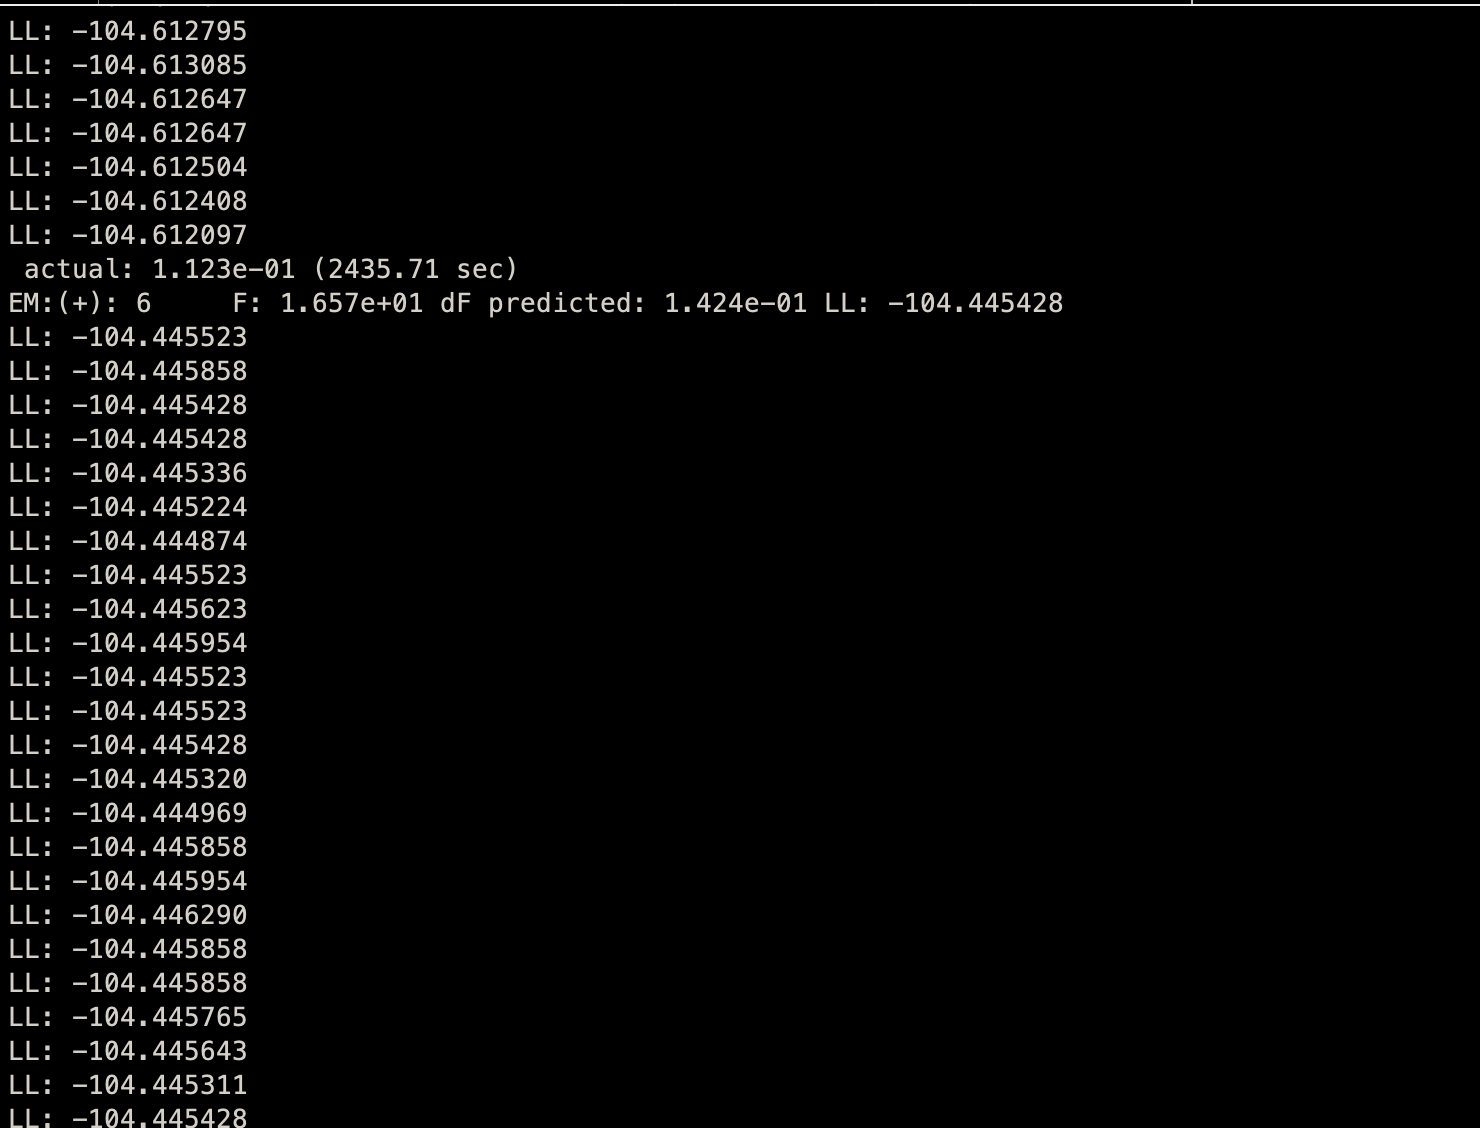 LL: -104.612795
LL: -104.613085
LL: -104.612647
LL: -104.612647
LL: -104.612504
LL: -104.612408
LL: -104.612097
 actual: 1.123e-01 (2435.71 sec)
EM:(+): 6     F: 1.657e+01 dF predicted: 1.424e-01 LL: -104.445428
LL: -104.445523
LL: -104.445858
LL: -104.445428
LL: -104.445428
LL: -104.445336
LL: -104.445224
LL: -104.444874
LL: -104.445523
LL: -104.445623
LL: -104.445954
LL: -104.445523
LL: -104.445523
LL: -104.445428
LL: -104.445320
LL: -104.444969
LL: -104.445858
LL: -104.445954
LL: -104.446290
LL: -104.445858
LL: -104.445858
LL: -104.445765
LL: -104.445643
LL: -104.445311
LL: -104.445428